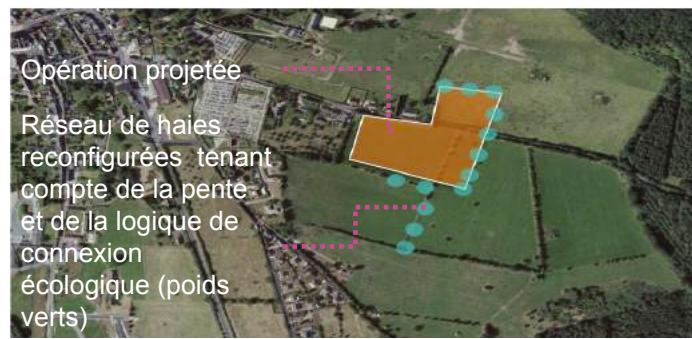 Opération projetée
Réseau de haies
reconfigurées tenant
compte de la pente
et de la logique de
connexion
écologique (poids
verts)